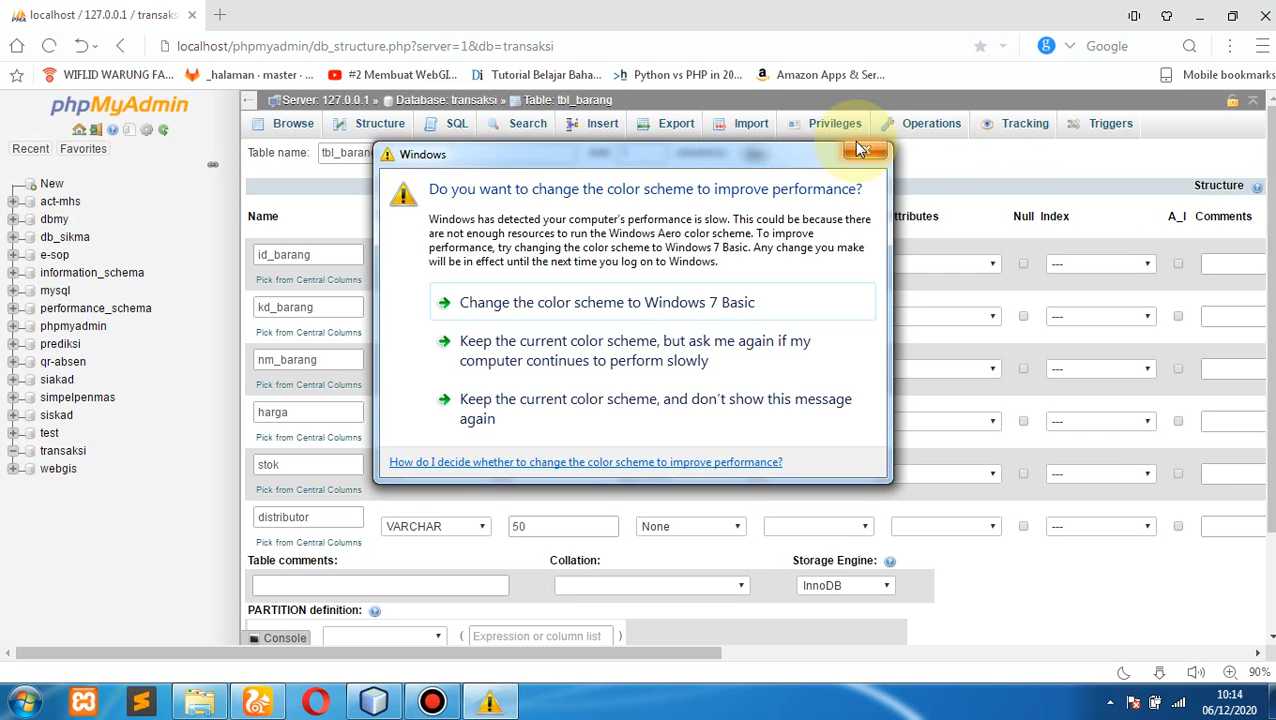 localhost / 127.0.0.1 / transaks
localhost/phpmyadmin/db_structure.php?server=1&db=transaksi
Google
WIFI.ID WARUNG FA...
_halaman · master · ...
#2 Membuat WebGI...
Tutorial Belajar Baha...
Python vs PHP in 20...
Amazon Apps & Ser...
Mobile bookmarks
phpMyAdmin
Recent
Favorites
New
act-mhs
dbmy
db_sikma
e-sop
information_schema
mysql
performance_schema
phpmyadmin
prediksi
qr-absen
siakad
simpelpenmas
siskad
test
transaksi
webgis
Server: 127.0.0.1 » Database: transaksi » Table: tbl_barang
Browse
Structure
SQL
Search
Insert
Export
Import
Privileges
Operations
Tracking
Triggers
Table name:
tbl_baran
Structure
Name
ttributes
Null
Index
A_I
Comments
id_barang
Pick from Central Columns
---
kd_barang
Pick from Central Columns
---
nm_barang
Pick from Central Columns
---
harga
Pick from Central Columns
---
stok
Pick from Central Columns
---
distributor
VARCHAR
50
None
---
Pick from Central Columns
Table comments:
Collation:
Storage Engine:
InnoDB
PARTITION definition:
Console
( Expression or column list )
Windows
Do you want to change the color scheme to improve performance?
Windows has detected your computer's performance is slow. This could be because there
are not enough resources to run the Windows Aero color scheme. To improve
performance, try changing the color scheme to Windows 7 Basic. Any change you make
will be in effect until the next time you log on to Windows.
Change the color scheme to Windows 7 Basic
Keep the current color scheme, but ask me again if my
computer continues to perform slowly
Keep the current color scheme, and don't show this message
again
How do I decide whether to change the color scheme to improve performance?
90%
10:14
06/12/2020